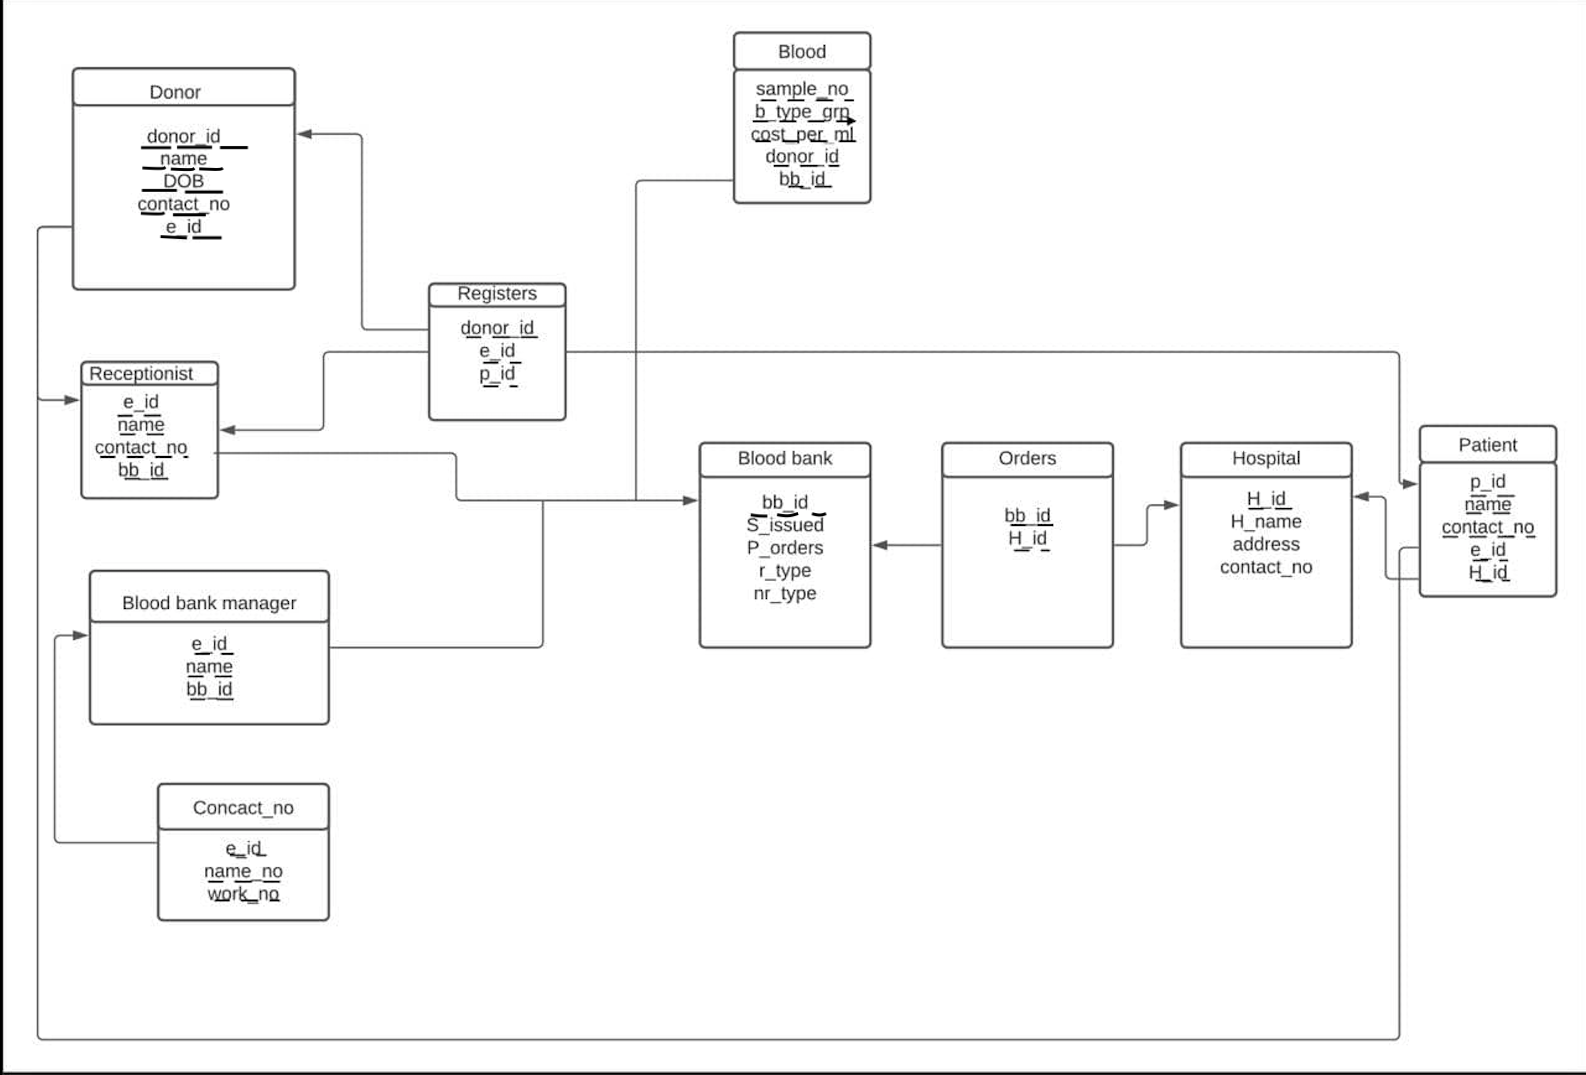 Blood
sample_no
b_type_grp
cost_per_ml
donor_id
bb_id
Donor
donor_id
name
DOB
contact_no
e_id
Registers
donor_id
e_id
p_id
Receptionist
e_id
name
contact_no
bb_id
Blood bank
bb_id
S_issued
P_orders
r_type
nr_type
Orders
bb_id
H_id
Hospital
H_id
H_name
address
contact_no
Patient
p_id
name
contact_no
e_id
H_id
Blood bank manager
e_id
name
bb_id
Concact_no
e_id
name_no
work_no